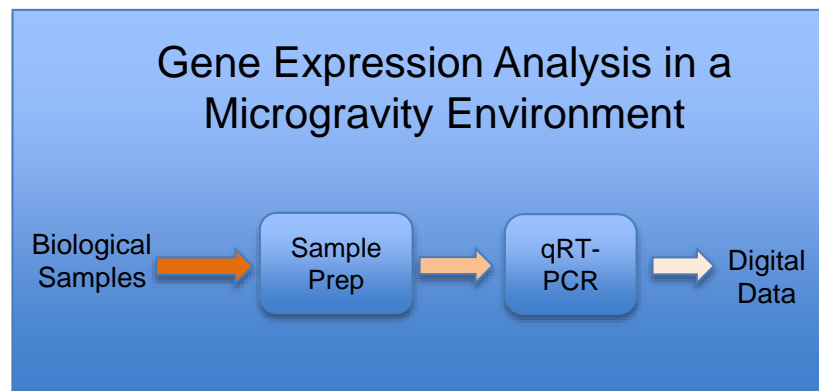 Gene Expression Analysis in a
Microgravity Environment
Biological
Samples
Sample
Prep
qRT-
PCR
Digital
Data